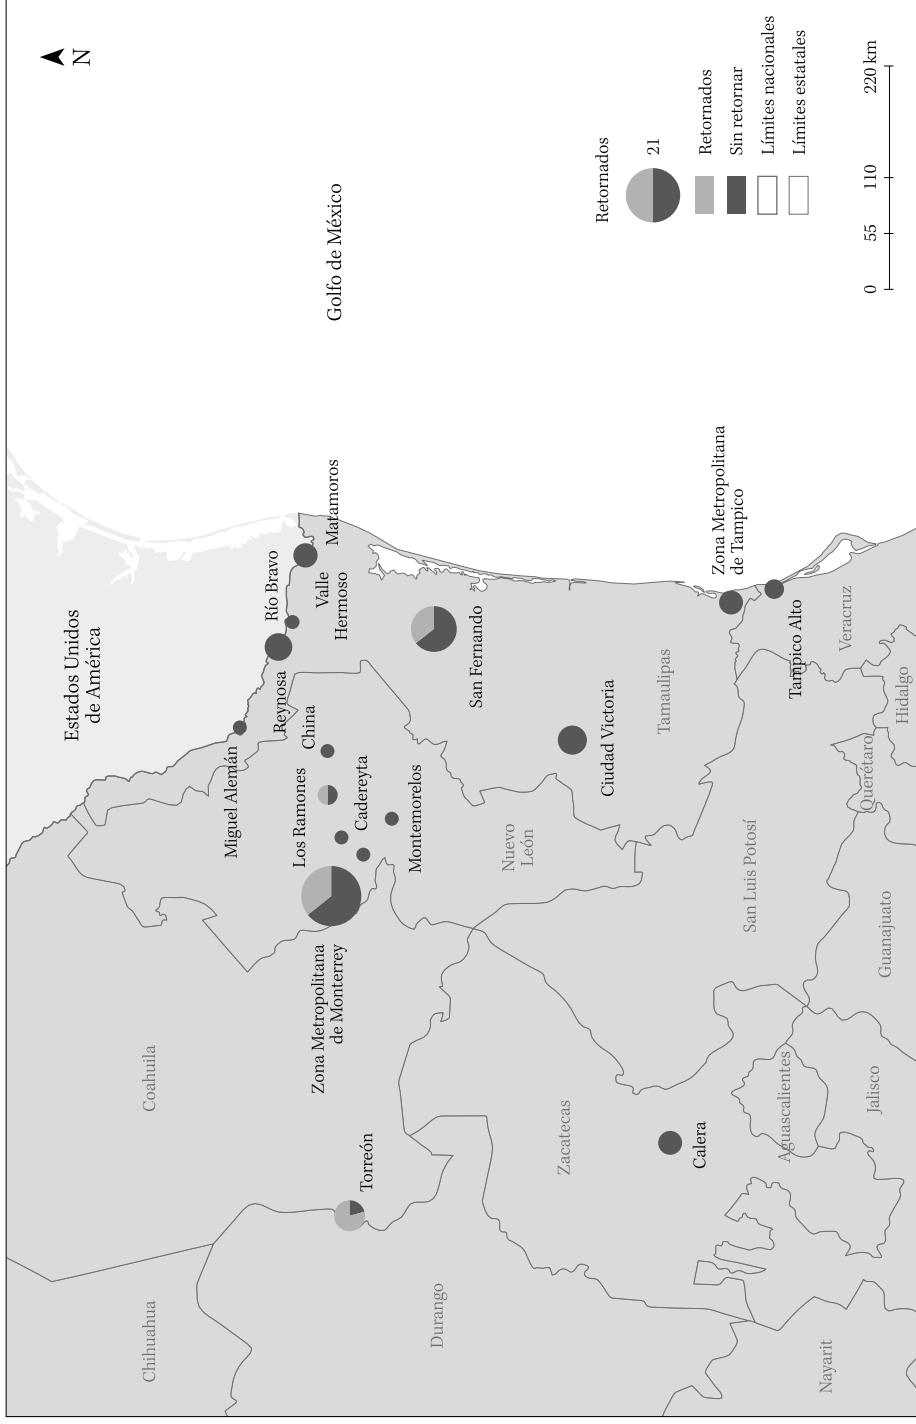 N
Estados Unidos
de América
Golfo de México
Miguel Alemán
Reynosa
Río Bravo
Valle
Hermoso
Matamoros
China
Los Ramones
Cadereyta
Montemorelos
Zona Metropolitana
de Monterrey
San Fernando
Ciudad Victoria
Zona Metropolitana
de Tampico
Tampico Alto
Torreón
Calera
Chihuahua
Coahuila
Durango
Nuevo
León
Tamaulipas
Zacatecas
San Luis Potosí
Veracruz
Hidalgo
Querétaro
Guanajuato
Aguascalientes
Jalisco
Nayarit
Retornados
21
Retornados
Sin retornar
Límites nacionales
Límites estatales
0 55 110 220 km